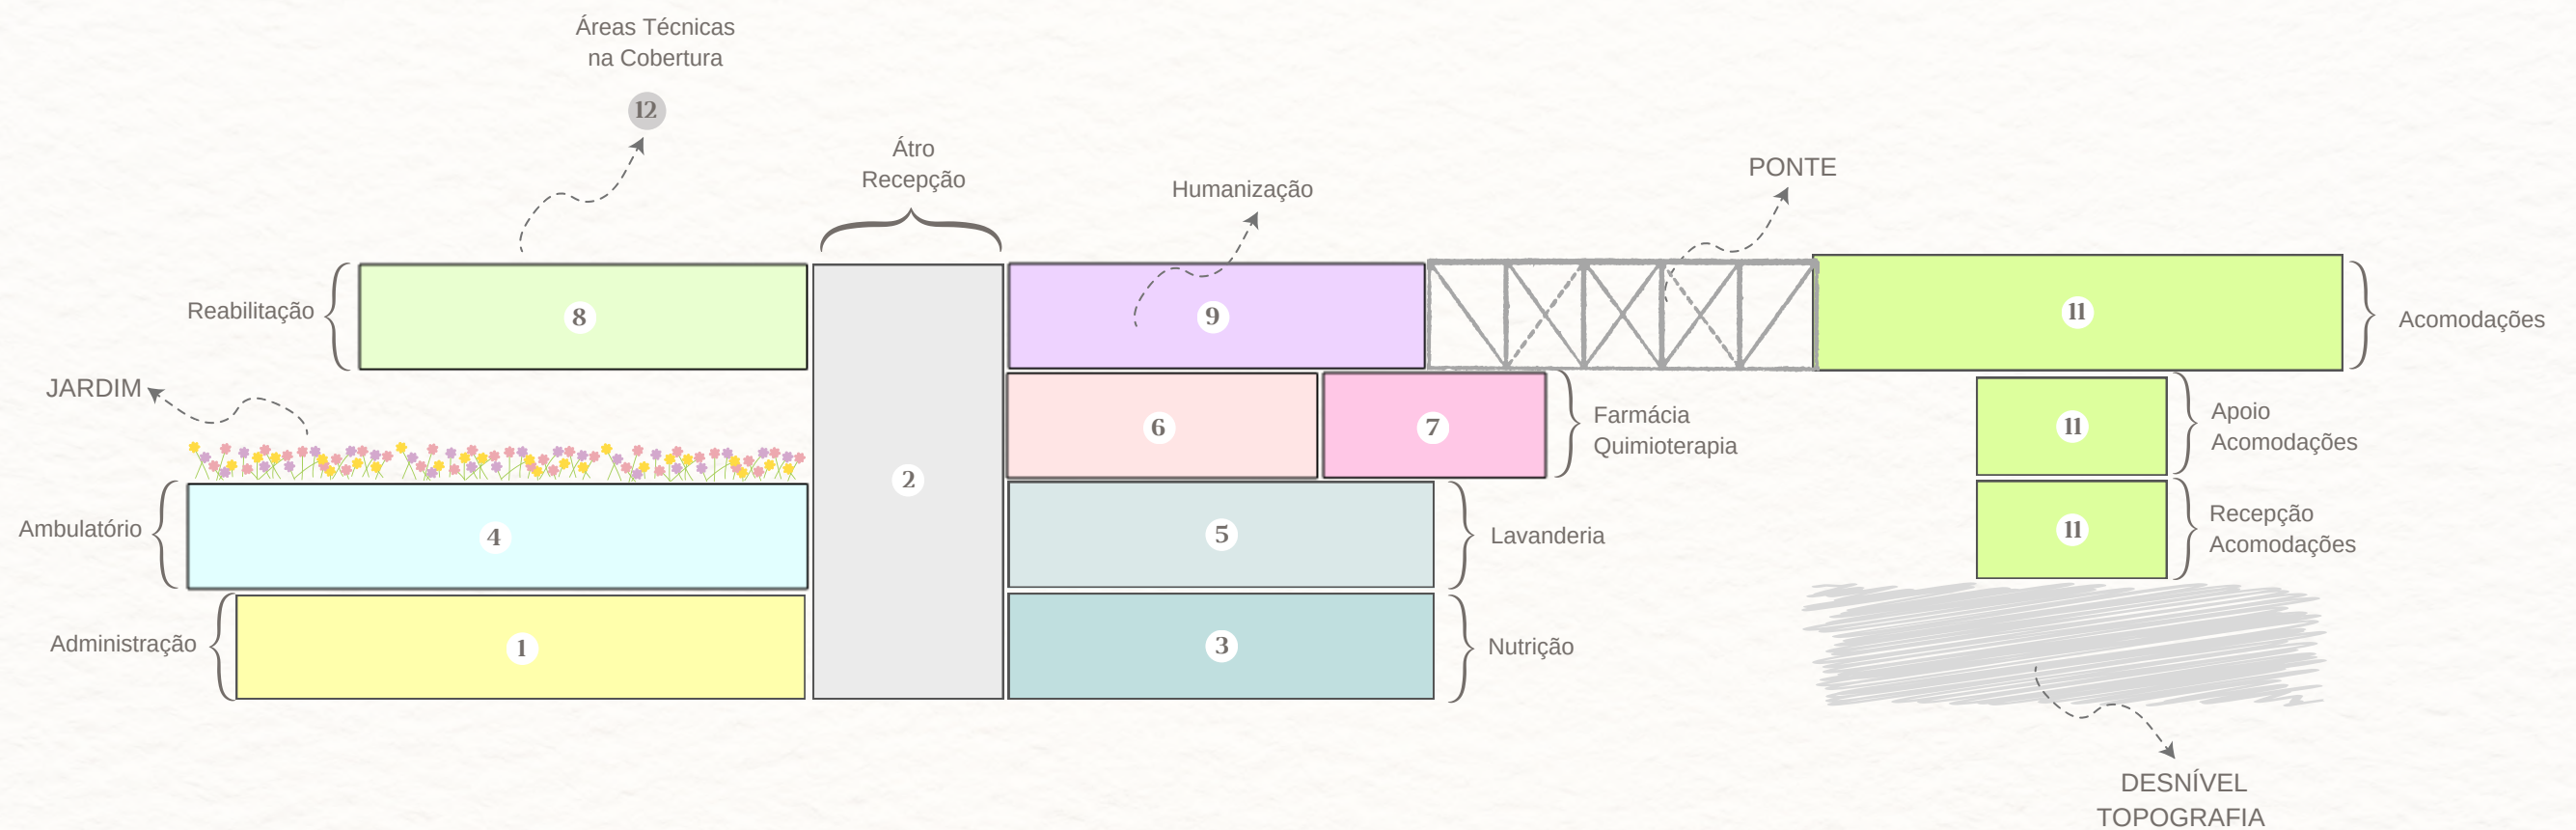 Áreas Técnicas
na Cobertura
12
Átro
Recepção
Humanização
PONTE
Reabilitação
8
9
11
Acomodações
JARDIM
6
7
Farmácia
Quimioterapia
11
Apoio
Acomodações
2
Ambulatório
4
5
Lavanderia
11
Recepção
Acomodações
Administração
1
3
Nutrição
DESNÍVEL
TOPOGRAFIA